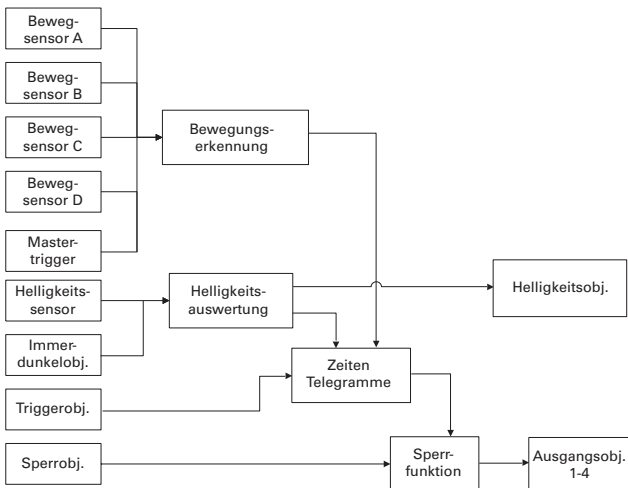 Beweg-
sensor A
Beweg-
sensor B
Beweg-
sensor C
Beweg-
sensor D
Master-
trigger
Bewegungs-
erkennung
Helligkeits-
sensor
Immer-
dunkelobj.
Helligkeits-
auswertung
Helligkeitsobj.
Triggerobj.
Zeiten
Telegramme
Sperrobj.
Sperr-
funktion
Ausgangsobj.
1-4